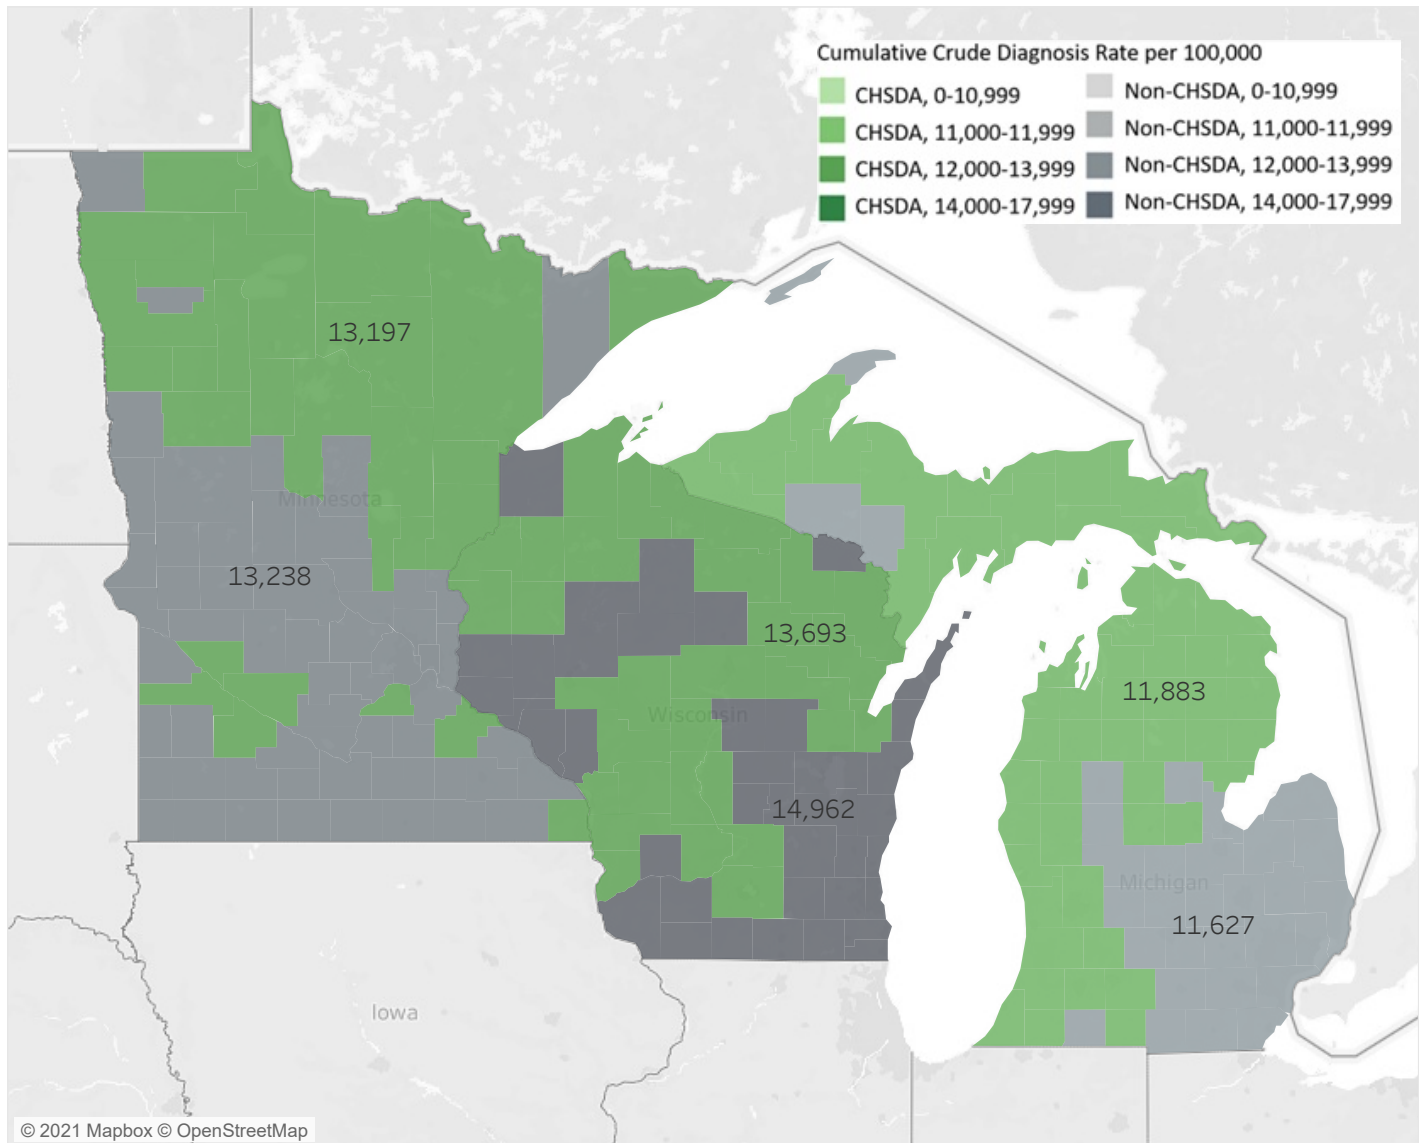 Cumulative Crude Diagnosis Rate per 100,000
CHSDA, 0-10,999
CHSDA, 11,000-11,999
CHSDA, 12,000-13,999
CHSDA, 14,000-17,999
Non-CHSDA, 0-10,999
Non-CHSDA, 11,000-11,999
Non-CHSDA, 12,000-13,999
Non-CHSDA, 14,000-17,999
13,197
Minnesota
13,238
13,693
11,883
Wisconsin
14,962
Michigan
11,627
Iowa
© 2021 Mapbox © OpenStreetMap